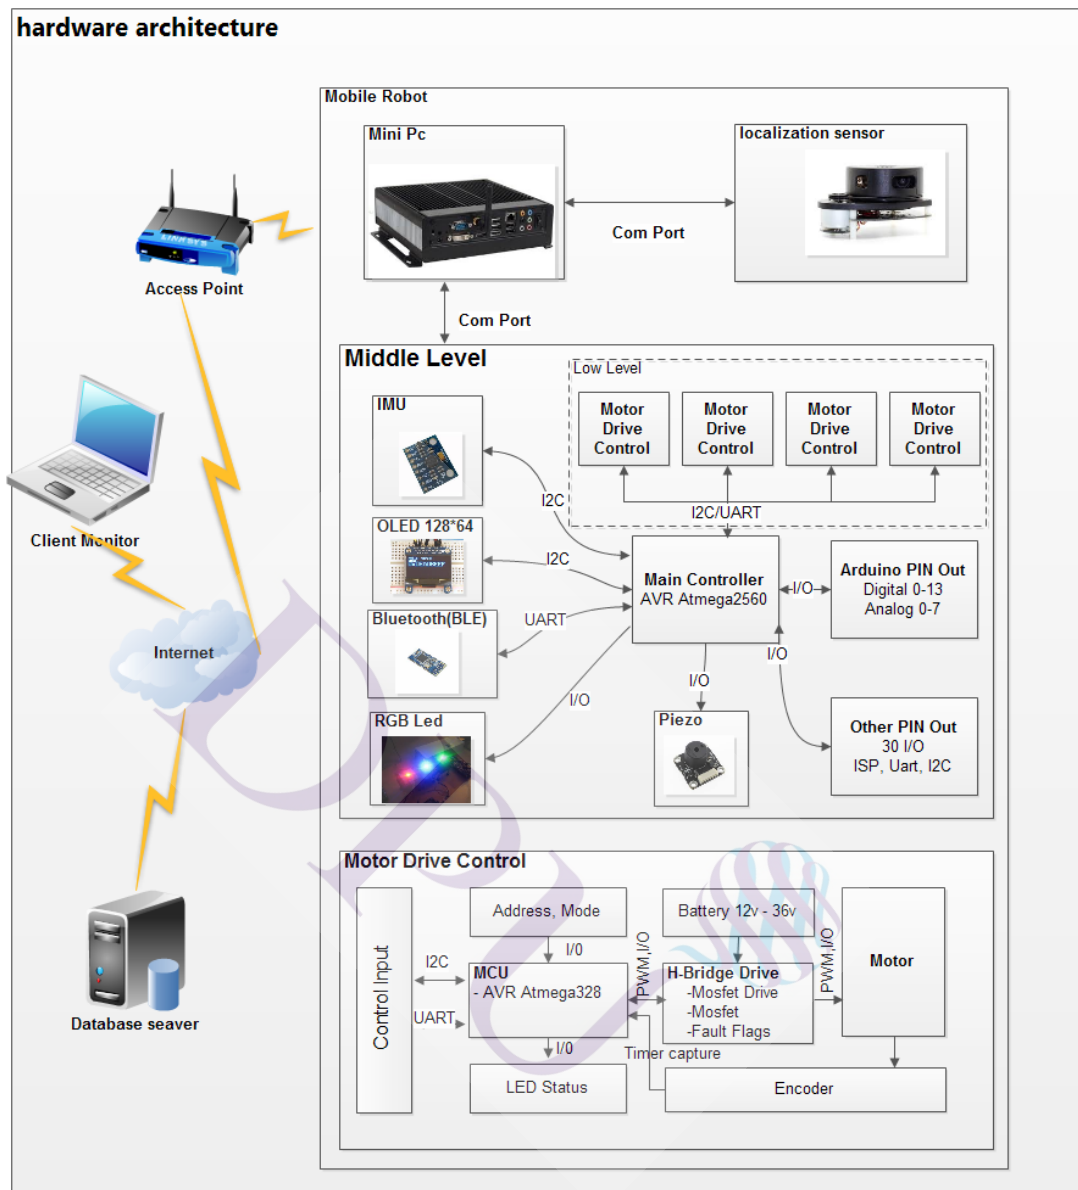 hardware architecture
Mobile Robot
Mini Pc
localization sensor
LINKSYS
Com Port
Access Point
Com Port
Middle Level
Low Level
IMU
Motor
Drive
Control
Motor
Drive
Control
Motor
Drive
Control
Motor
Drive
Control
I2C
I2C/UART
OLED 128*64
Client Monitor
I2C
Main Controller
AVR Atmega2560
I/O
Arduino PIN Out
Digital 0-13
Analog 0-7
Bluetooth(BLE)
UART
Internet
I/O
I/O
I/O
RGB Led
Piezo
Other PIN Out
30 I/O
ISP, Uart, I2C
DPU
Motor Drive Control
Control Input
Address, Mode
Battery 12v - 36v
I/0
I2C
MCU
- AVR Atmega328
PWM,I/O
H-Bridge Drive
-Mosfet Drive
-Mosfet
-Fault Flags
PWM,I/O
Motor
UART
Database seaver
I/0
Timer capture
LED Status
Encoder